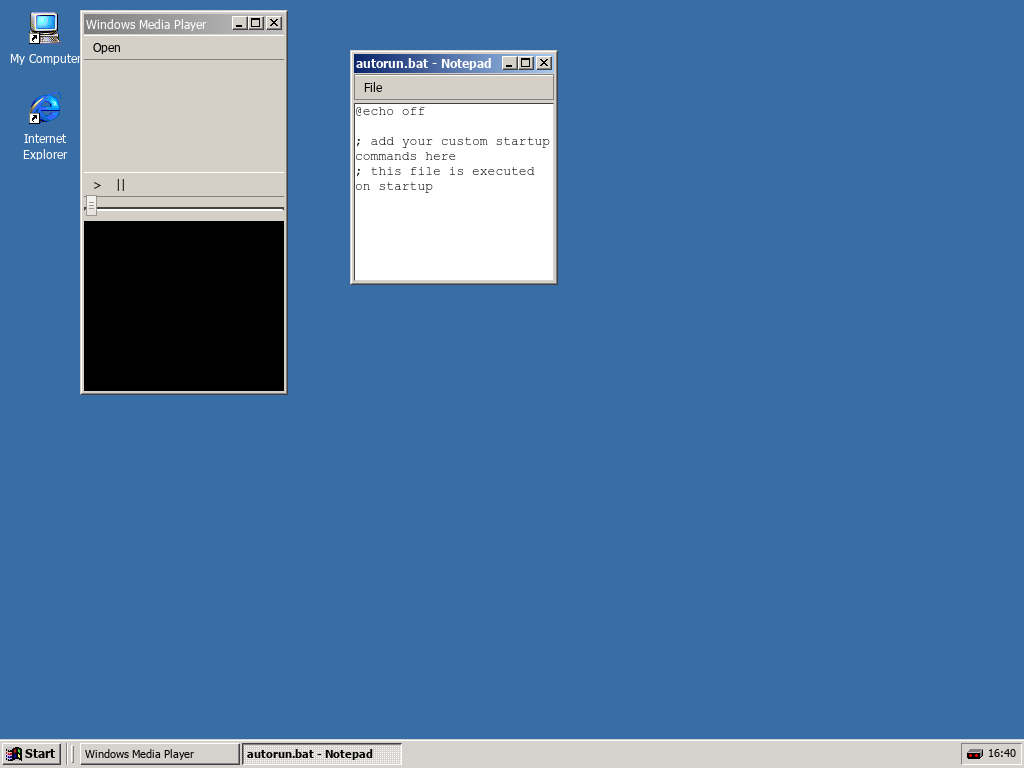 My Computer
Internet
Explorer
Windows Media Player
Open
> ||
autorun.bat - Notepad
File
@echo off
; add your custom startup
commands here
; this file is executed
on startup
Start
Windows Media Player
autorun.bat - Notepad
16:40